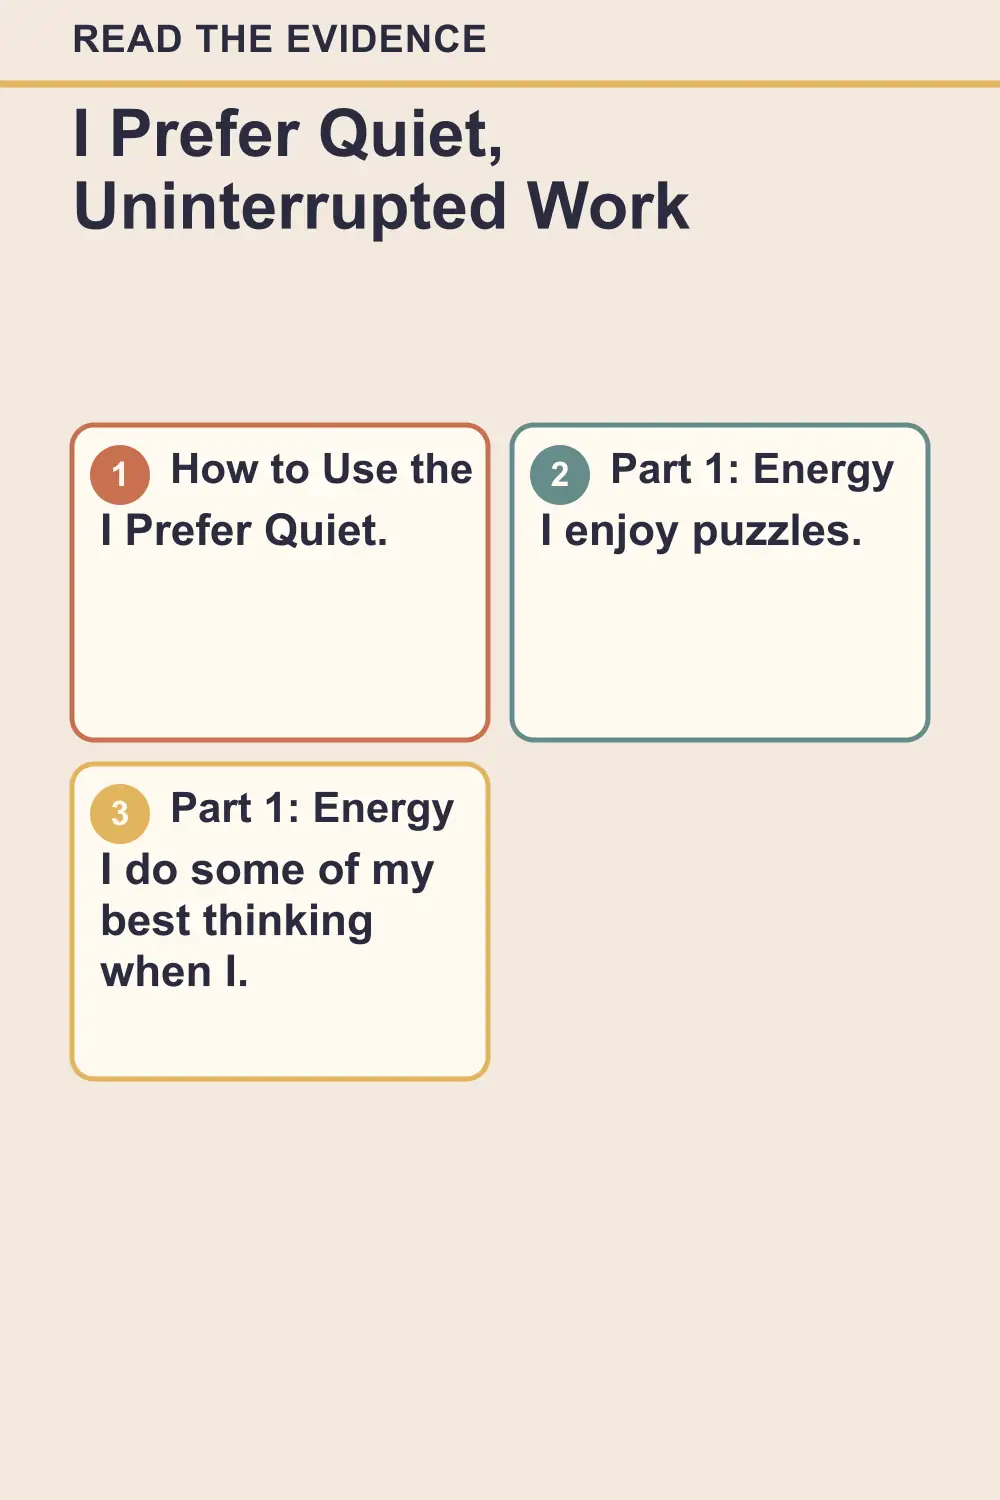 READ THE EVIDENCE
I Prefer Quiet,
Uninterrupted Work
1 How to Use the
I Prefer Quiet.
2 Part 1: Energy
I enjoy puzzles.
3 Part 1: Energy
I do some of my
best thinking
when I.